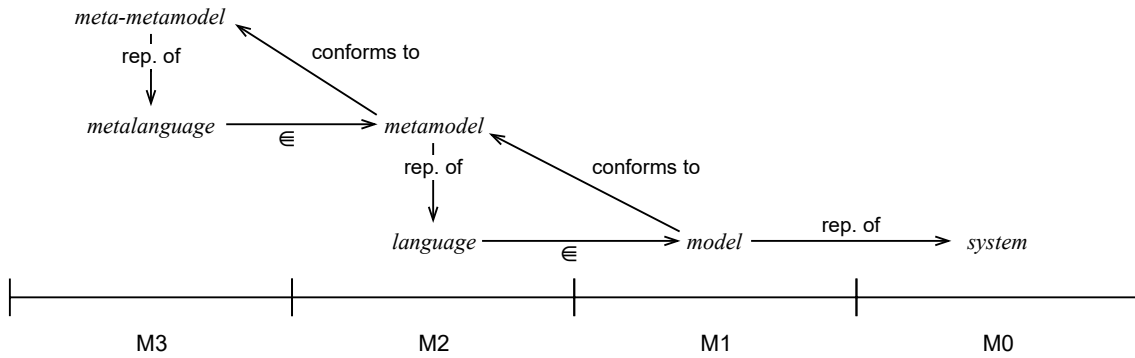 meta-metamodel
rep. of
conforms to
metalanguage
∈
metamodel
rep. of
conforms to
language
∈
model
rep. of
system
M3
M2
M1
M0